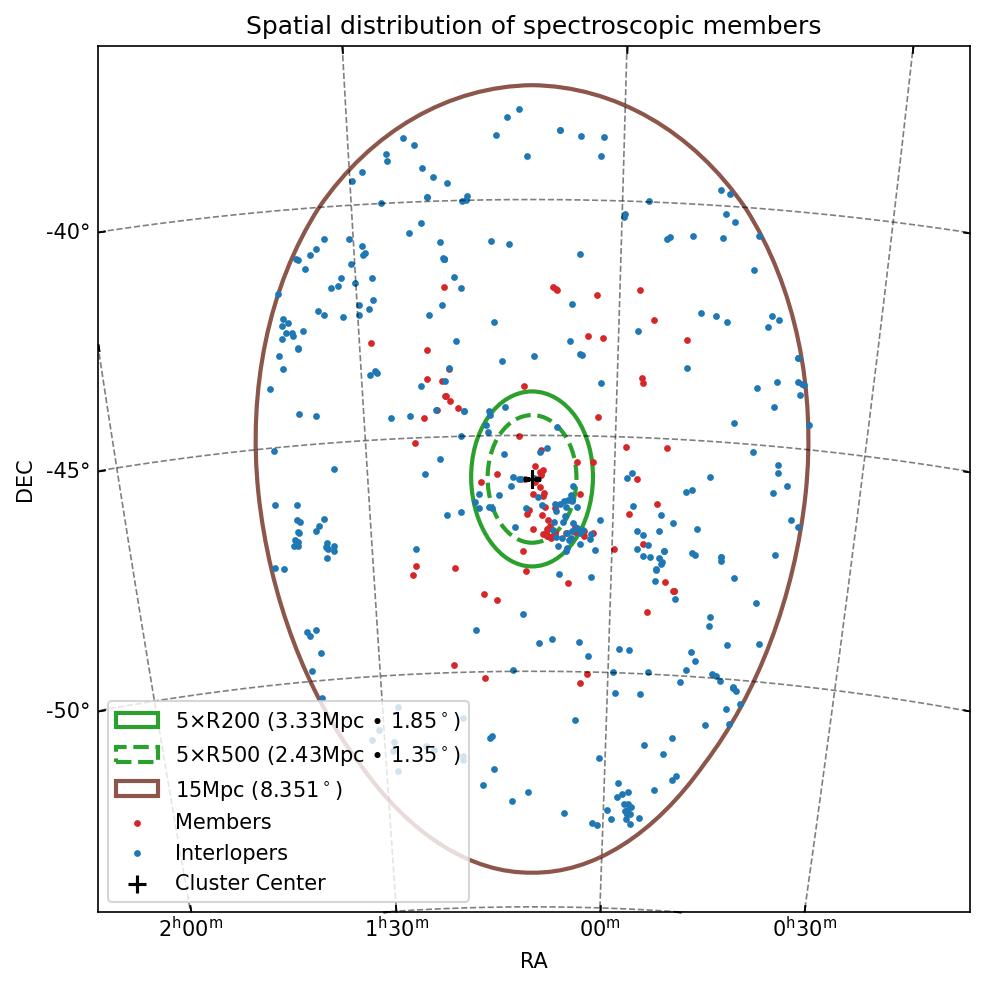 Spatial distribution of spectroscopic members
-40°
-45°
-50°
DEC
5×R200 (3.33Mpc • 1.85°)
5×R500 (2.43Mpc • 1.35°)
15Mpc (8.351°)
Members
Interlopers
Cluster Center
2h00m 1h30m 00m 0h30m
RA